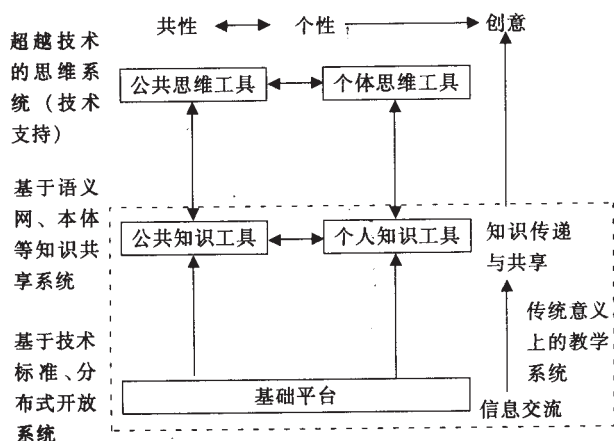 超越技术
的思维系
统（技术
支持）
共性
个性
创意
公共思维工具
个体思维工具
基于语义
网、本体
等知识共
享系统
公共知识工具
个人知识工具
知识传递
与共享
基于技术
标准、分
布式开放
系统
基础平台
传统意义
上的教学
系统
信息交流